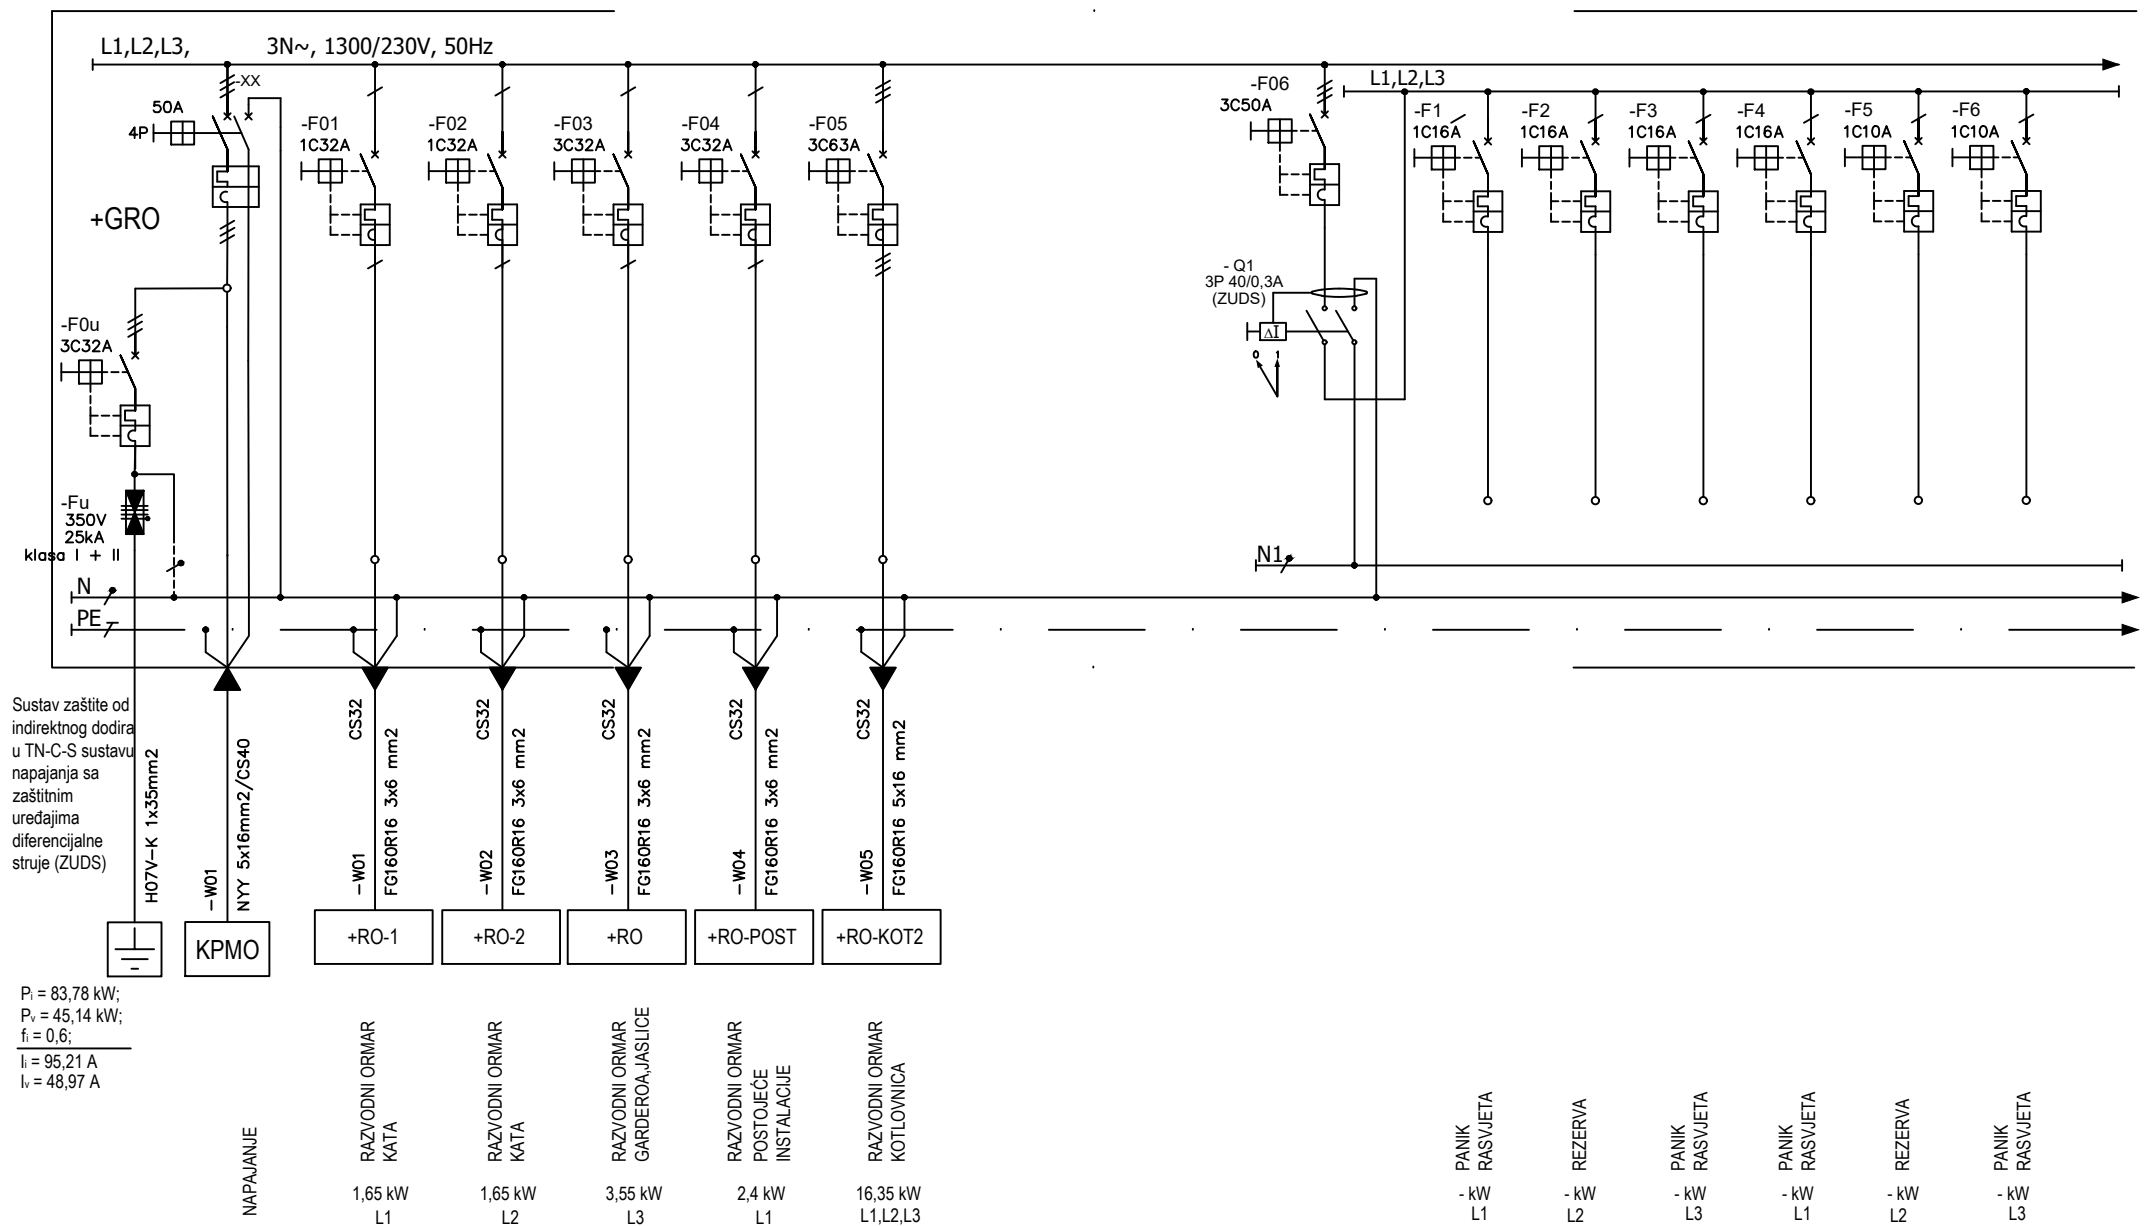 L1,L2,L3, 3N~, 1300/230V, 50Hz
-XX
50A
4P
+GRO
-F01
1C32A
-F02
1C32A
-F03
3C32A
-F04
3C32A
-F05
3C63A
-F06
3C50A
L1,L2,L3
-F1
1C16A
-F2
1C16A
-F3
1C16A
-F4
1C16A
-F5
1C10A
-F6
1C10A
- Q1
3P 40/0,3A
(ZUDS)
ΔI
0 1
-F0u
3C32A
-Fu
350V
25kA
klasa I + II
N1
N
PE
Sustav zaštite od
indirektnog dodira
u TN-C-S sustavu
napajanja sa
zaštitnim
uređajima
diferencijalne
struje (ZUDS)
H07V-K 1x35mm2
-W01
NYY 5x16mm2/CS40
CS32
-W01
FG16OR16 3x6 mm2
CS32
-W02
FG16OR16 3x6 mm2
CS32
-W03
FG16OR16 3x6 mm2
CS32
-W04
FG16OR16 3x6 mm2
CS32
-W05
FG16OR16 5x16 mm2
KPMO
+RO-1
+RO-2
+RO
+RO-POST
+RO-KOT2
Pi = 83,78 kW;
Pv = 45,14 kW;
fi = 0,6;
Ii = 95,21 A
Iv = 48,97 A
NAPAJANJE
RAZVODNI ORMAR
KATA
1,65 kW
L1
RAZVODNI ORMAR
KATA
1,65 kW
L2
RAZVODNI ORMAR
GARDEROA,JASLICE
3,55 kW
L3
RAZVODNI ORMAR
POSTOJEĆE
INSTALACIJE
2,4 kW
L1
RAZVODNI ORMAR
KOTLOVNICA
16,35 kW
L1,L2,L3
PANIK
RASVJETA
- kW
L1
REZERVA
- kW
L2
PANIK
RASVJETA
- kW
L3
PANIK
RASVJETA
- kW
L1
REZERVA
- kW
L2
PANIK
RASVJETA
- kW
L3